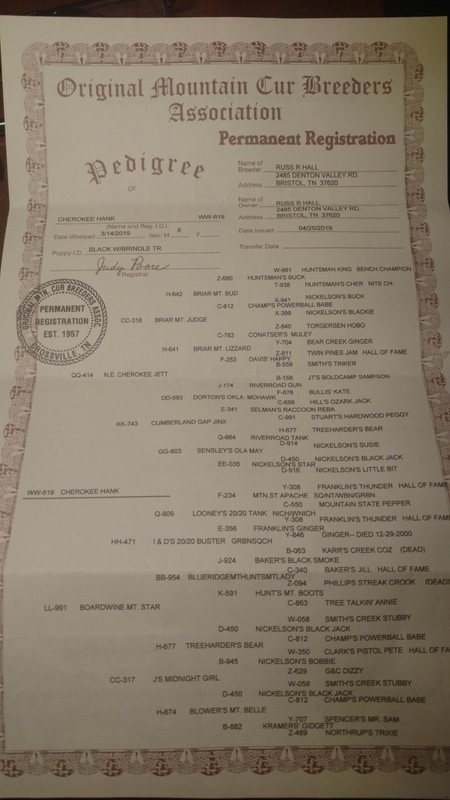 Original Mountain Cur Breeders
Association
Permanent Registration
Pedigree
OF
Name of
Breeder RUSS R HALL
2485 DENTON VALLEY RD.
Address BRISTOL, TN 37620
Name of
Owner RUSS R HALL
2485 DENTON VALLEY RD
Address BRISTOL, TN 37620
CHEROKEE HANK WW-619
(Name and Reg. I.D.)
Date Whelped 3/14/2019 Sex: M X F
Date Issued 04/25/2019
Puppy I.D. BLACK W/BRINDLE TR.
Transfer Date
Registrar
ORIGINAL MTN. CUR BREEDERS ASSOC.
PERMANENT
REGISTRATION
EST. 1957
W-661 HUNTSMAN KING BENCH CHAMPION
Z-680 HUNTSMAN'S BUCK
T-938 HUNTSMAN'S CHER NITE CH.
H-642 BRIAR MT. BUD
X-941 NICKELSON'S BUCK
C-812 CHAMP'S POWERBALL BABE
X-399 NICKELSON'S BLACKIE
CC-318 BRIAR MT. JUDGE
Z-840 TORGERSEN HOBO
C-783 CONATSER'S MULEY
Y-704 BEAR CREEK GINGER
H-641 BRIAR MT. LIZZARD
Z-811 TWIN PINES JAM HALL OF FAME
F-253 DAVIE' HAPPY
B-559 SMITH'S TINKER
QQ-414 N.E. CHEROKEE JETT
B-158 JT'S BOLDCAMP SAMPSON
J-174 RIVERROAD GUN
F-676 BULLIS' KATE
DD-593 DORTON'S OKLA. MOHAWK
C-656 HILL'S OZARK JACK
E-341 SELMAN'S RACCOON REBA
C-991 STUART'S HARDWOOD PEGGY
KK-743 CUMBERLAND GAP JINX
H-677 TREEHARDER'S BEAR
Q-664 RIVERROAD TANK
D-914 NICKELSON'S SUSIE
GG-803 SENSLEY'S OLA MAY
D-450 NICKELSON'S BLACK JACK
EE-035 NICKELSON'S STAR
D-916 NICKELSON'S LITTLE BIT
WW-619 CHEROKEE HANK
Y-308 FRANKLIN'S THUNDER HALL OF FAME
F-234 MTN.ST.APACHE SQ/NT/WBN/GRBN
C-550 MOUNTAIN STATE PEPPER
Q-809 LOONEY'S 20/20 TANK NICH/WNICH
Y-308 FRANKLIN'S THUNDER HALL OF FAM
E-356 FRANKLIN'S GINGER
Y-846 GINGER-- DIED 12-29-2000
HH-471 I & D'S 20/20 BUSTER GRBNSQCH
B-063 KARR'S CREEK COZ (DEAD)
J-924 BAKER'S BLACK SMOKE
C-340 BAKER'S JILL HALL OF FAME
BB-954 BLUERIDGEMTHUNTSMTLADY
Z-094 PHILLIPS STREAK CROOK (DEAD)
K-591 HUNT'S MT. BOOTS
C-863 TREE TALKIN' ANNIE
LL-991 BOARDWINE MT. STAR
W-058 SMITH'S CREEK STUBBY
D-450 NICKELSON'S BLACK JACK
C-812 CHAMP'S POWERBALL BABE
H-677 TREEHARDER'S BEAR
W-350 CLARK'S PISTOL PETE HALL OF FA
B-945 NICKELSON'S BOBBIE
Z-629 G&C DIZZY
CC-317 J'S MIDNIGHT GIRL
W-058 SMITH'S CREEK STUBBY
D-450 NICKELSON'S BLACK JACK
C-812 CHAMP'S POWERBALL BABE
H-674 BLOWER'S MT. BELLE
Y-707 SPENCER'S MR. SAM
B-882 KRAMERS' GIDGETT
Z-489 NORTHRUP'S TRIXIE